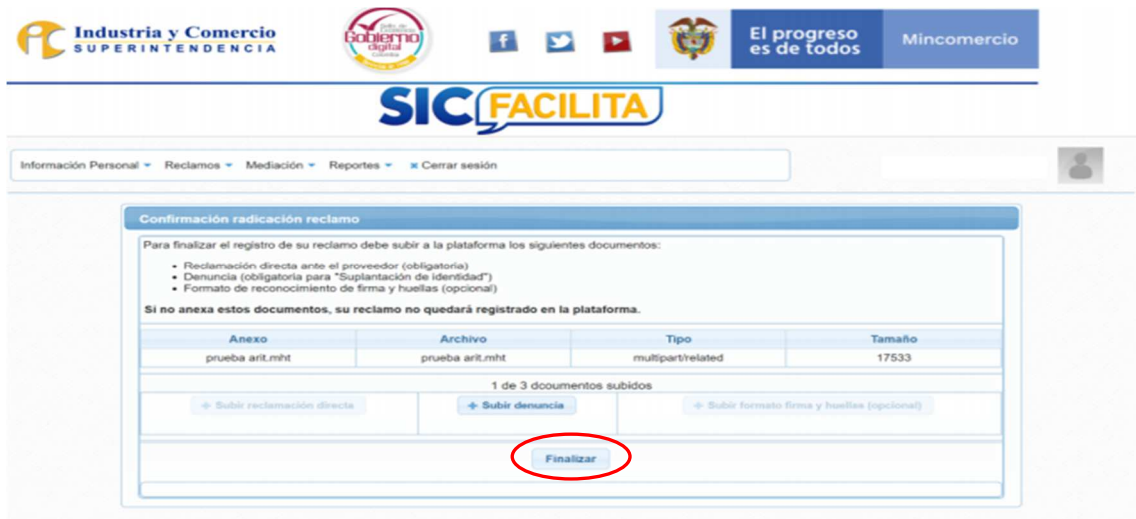 Industria y Comercio
SUPERINTENDENCIA
Gobierno
digital
Colombia
El progreso
es de todos
Mincomercio
SIC FACILITA
Información Personal Reclamos Mediación Reportes Cerrar sesión
Confirmación radicación reclamo
Para finalizar el registro de su reclamo debe subir a la plataforma los siguientes documentos:
• Reclamación directa ante el proveedor (obligatoria)
• Denuncia (obligatoria para "Suplantación de identidad")
• Formato de reconocimiento de firma y huellas (opcional)
Si no anexa estos documentos, su reclamo no quedará registrado en la plataforma.
Anexo Archivo Tipo Tamaño
prueba arit.mht prueba arit.mht multipart/related 17533
1 de 3 dcoumentos subidos
+ Subir reclamación directa + Subir denuncia + Subir formato firma y huellas (opcional)
Finalizar